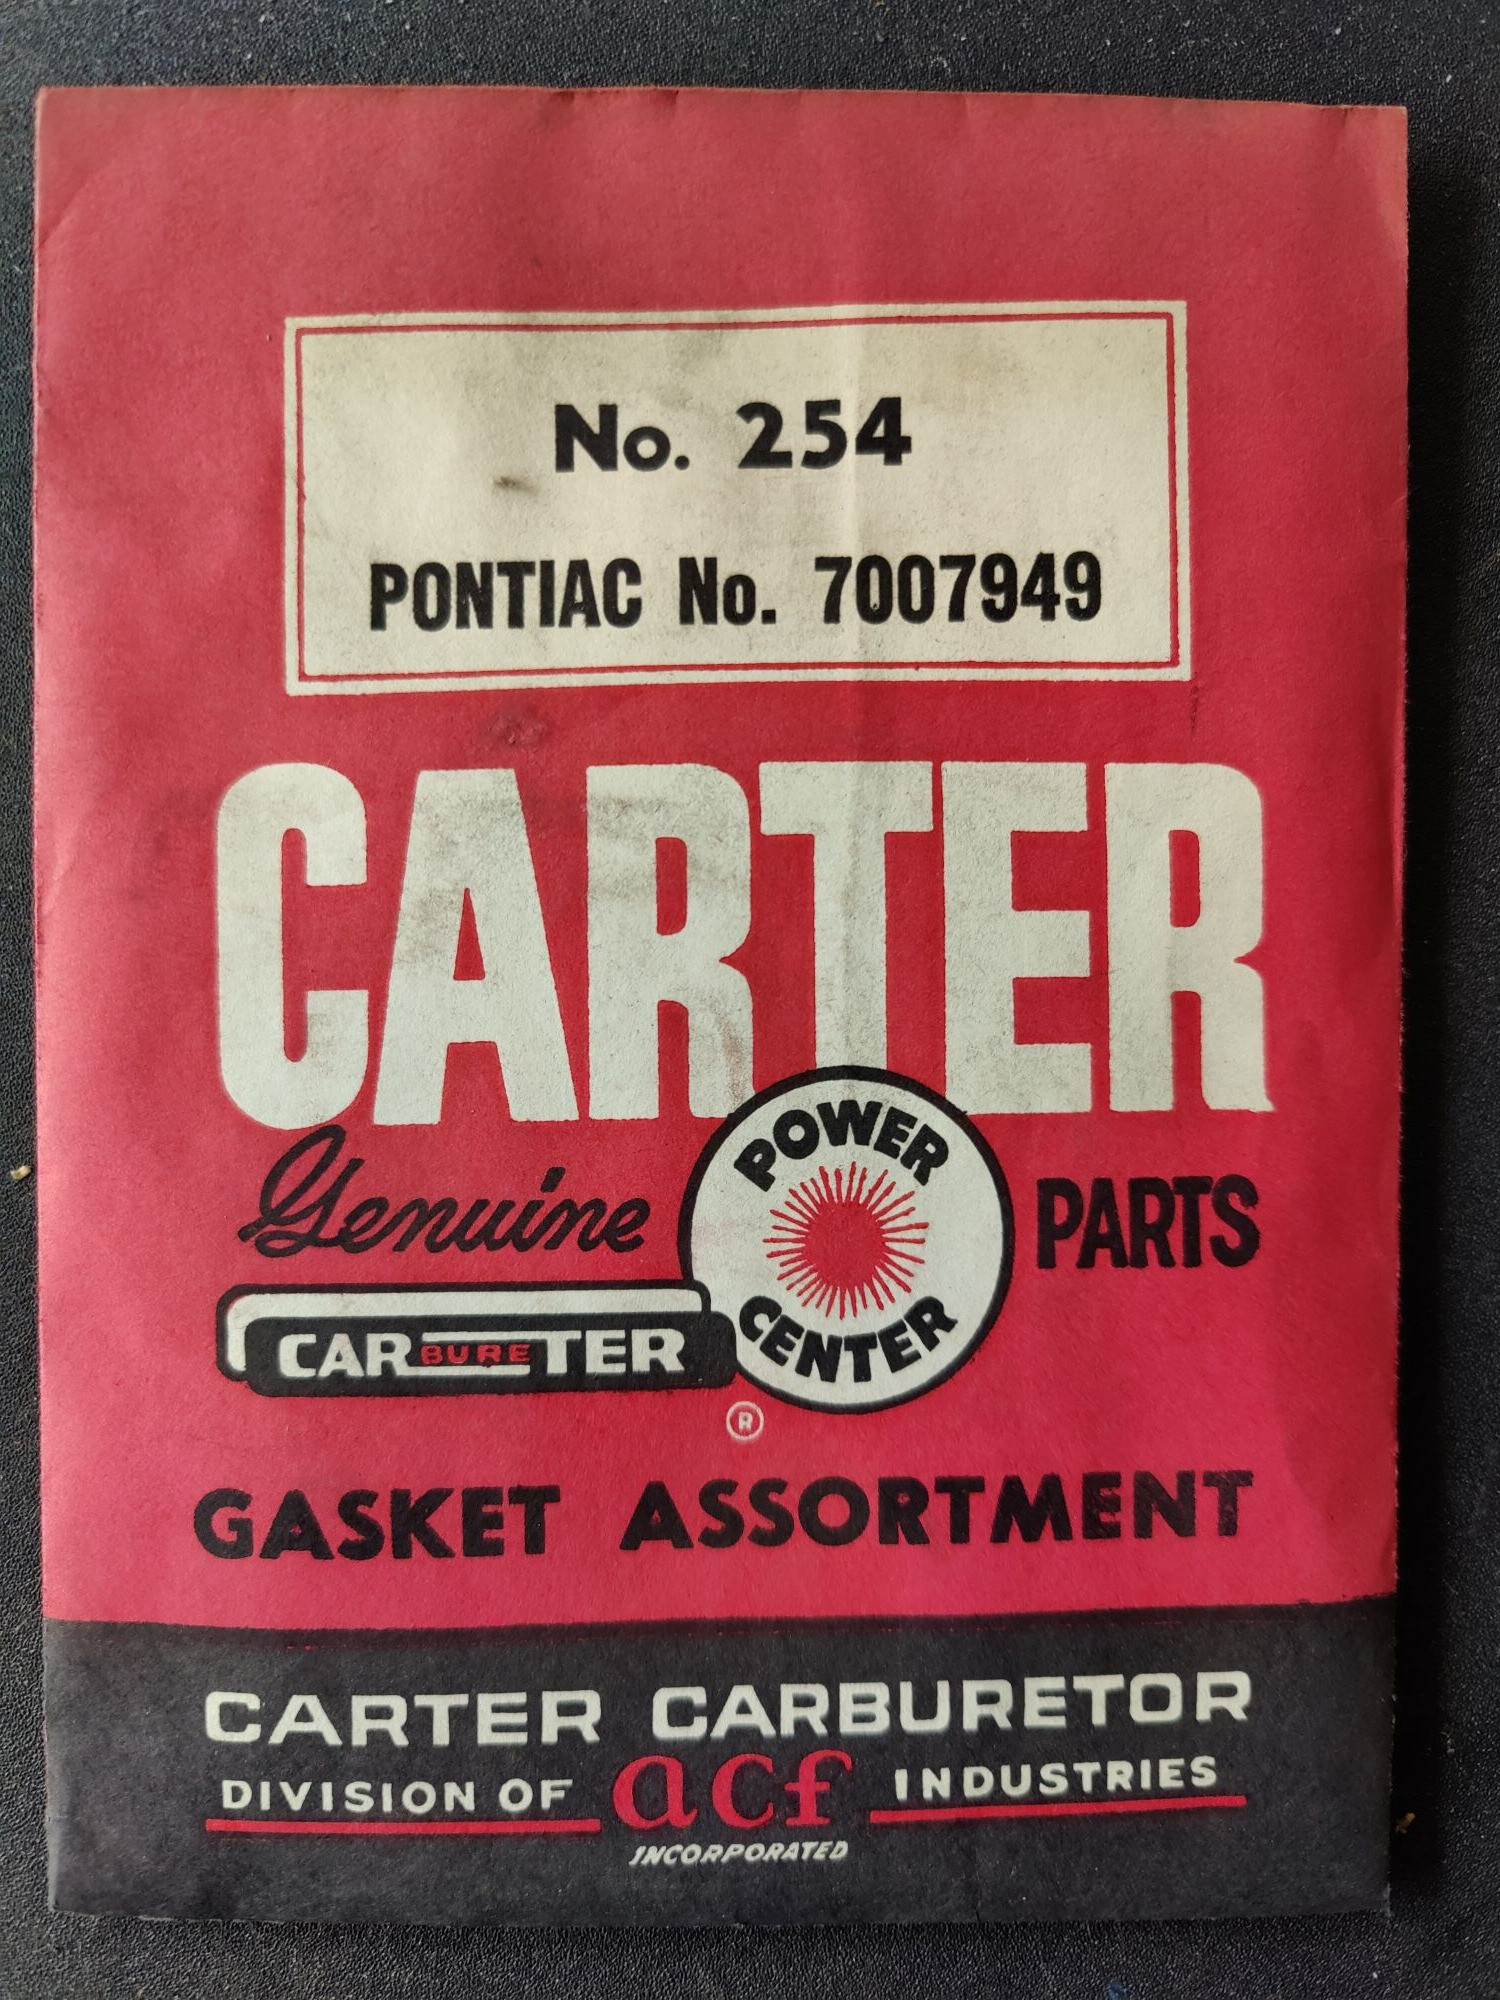 No. 254
PONTIAC No. 7007949
CARTER
Genuine POWER CENTER PARTS
CARBURETER
®
GASKET ASSORTMENT
CARTER CARBURETOR
DIVISION OF acf INDUSTRIES
INCORPORATED